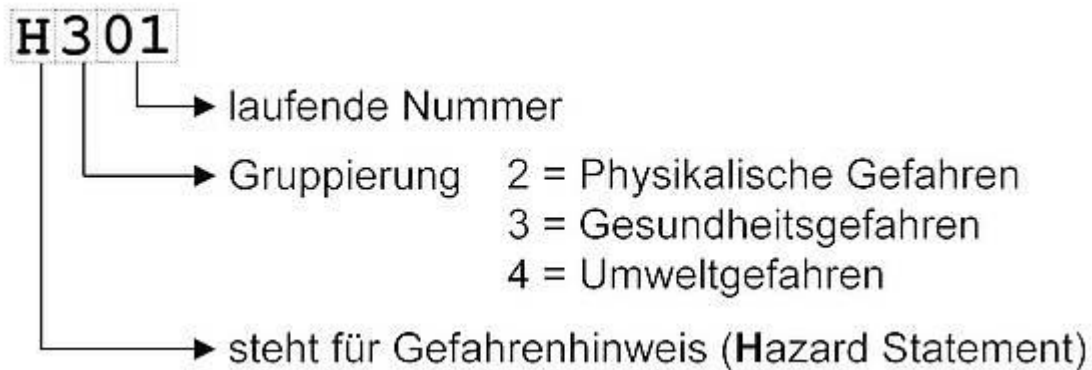 H301
laufende Nummer
Gruppierung 2 = Physikalische Gefahren
3 = Gesundheitsgefahren
4 = Umweltgefahren
steht für Gefahrenhinweis (Hazard Statement)